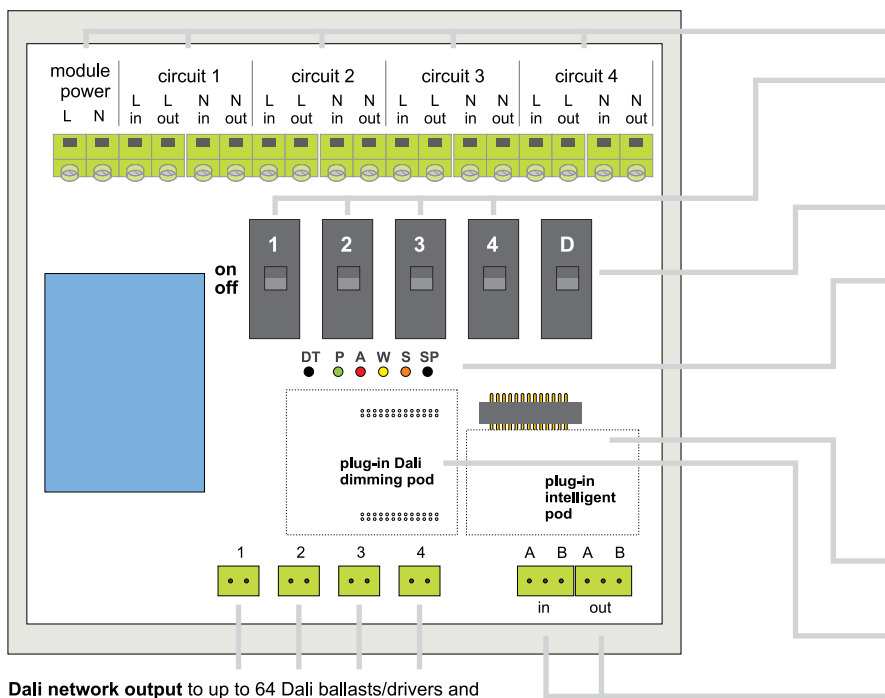 module
power
circuit 1
circuit 2
circuit 3
circuit 4
L N
L in L out N in N out
L in L out N in N out
L in L out N in N out
L in L out N in N out
1 2 3 4 D
on
off
DT P A W S SP
plug-in Dali
dimming pod
plug-in
intelligent
pod
1 2 3 4
A B A B
in out
Dali network output to up to 64 Dali ballasts/drivers and